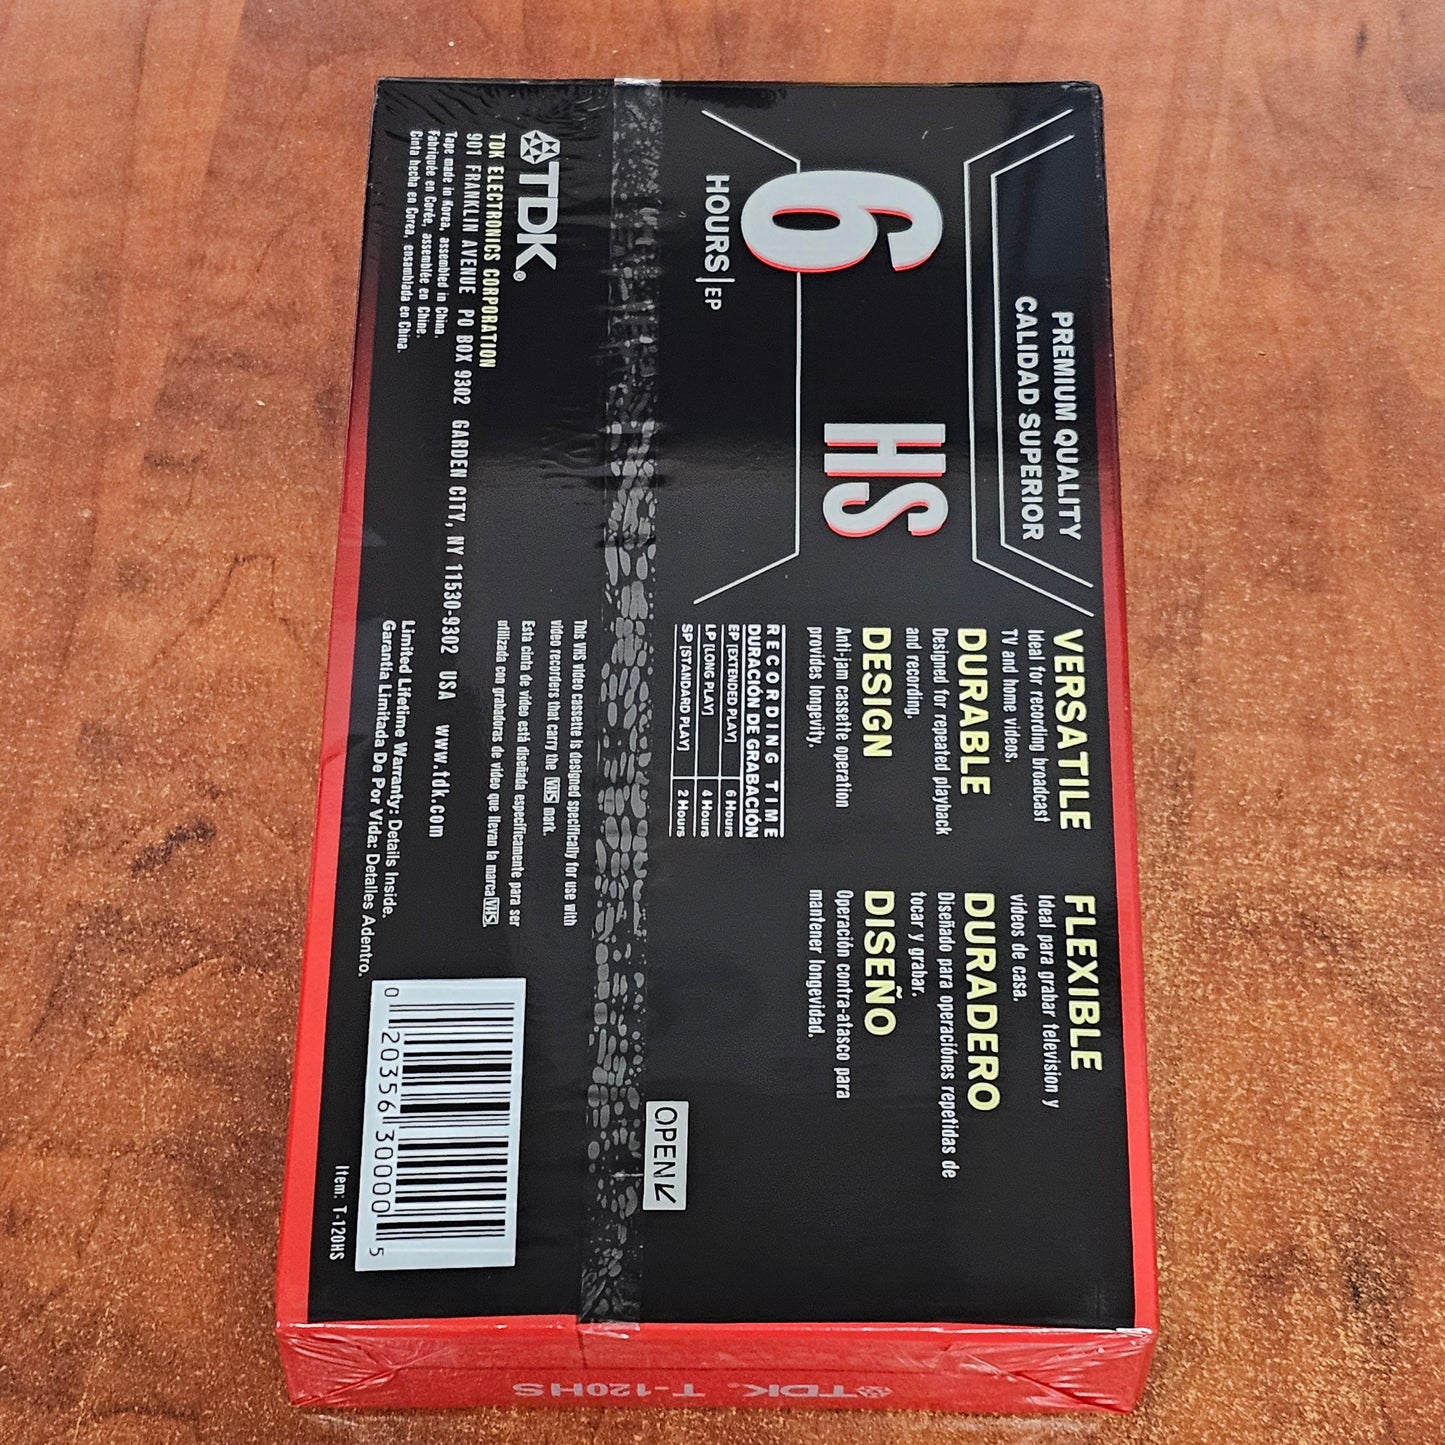 PREMIUM QUALITY
CALIDAD SUPERIOR
6
HOURS|EP
HS
VERSATILE
Ideal for recording broadcast
TV and home videos.
DURABLE
Designed for repeated playback
and recording.
DESIGN
Anti-jam cassette operation
provides longevity.
FLEXIBLE
Ideal para grabar television y
videos de casa.
DURADERO
Diseñado para operaciónes repetidas de
tocar y grabar.
DISEÑO
Operación contra-atasco para
mantener longevidad.
RECORDING TIME
DURACIÓN DE GRABACIÓN
EP [EXTENDED PLAY] 6 Hours
LP [LONG PLAY] 4 Hours
SP [STANDARD PLAY] 2 Hours
OPEN
This VHS video cassette is designed specifically for use with
video recorders that carry the VHS mark.
Esta cinta de video está diseñada específicamente para ser
utilizada con grabadoras de video que llevan la marca VHS.
TDK®
TDK ELECTRONICS CORPORATION
901 FRANKLIN AVENUE PO BOX 9302 GARDEN CITY, NY 11530-9302 USA www.tdk.com
Tape made in Korea, assembled in China.
Fabriquée en Corée, assemblée en Chine.
Cinta hecha en Corea, ensamblada en China.
Limited Lifetime Warranty: Details Inside.
Garantía Limitada De Por Vida: Detalles Adentro.
0 20356 30000 5
Item: T-120HS
TDK. T-120HS